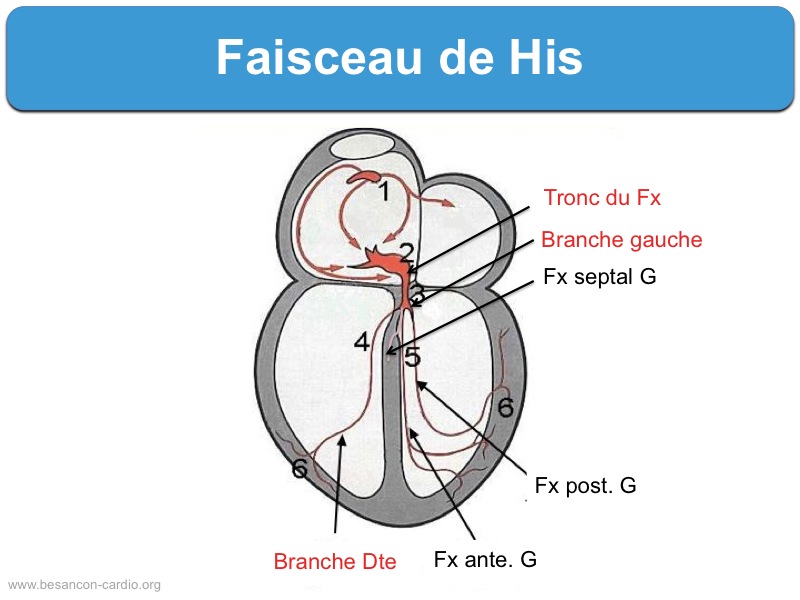 Faisceau de His
1
Tronc du Fx
2
Branche gauche
Fx septal G
3
4
5
6
6
Fx post. G
Branche Dte
Fx ante. G
www.besancon-cardio.org